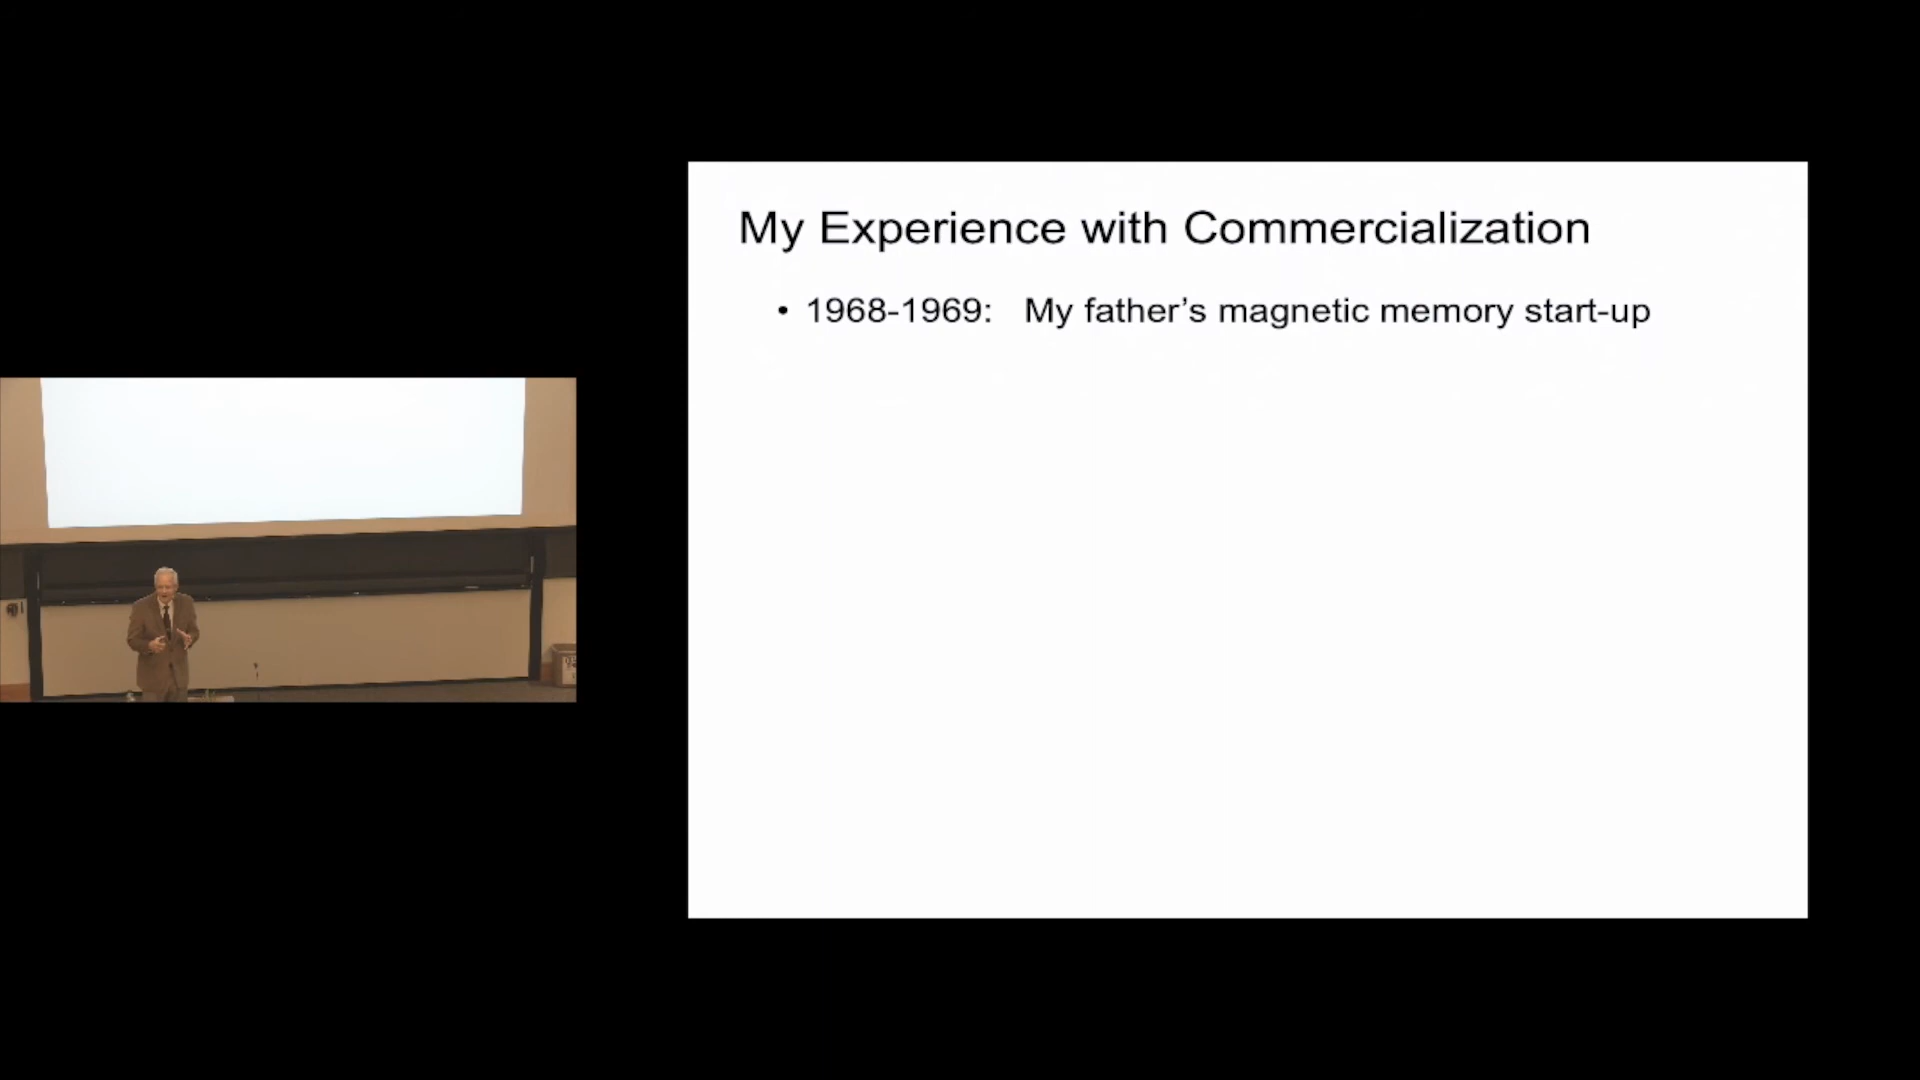 My Experience with Commercialization
• 1968-1969: My father’s magnetic memory start-up